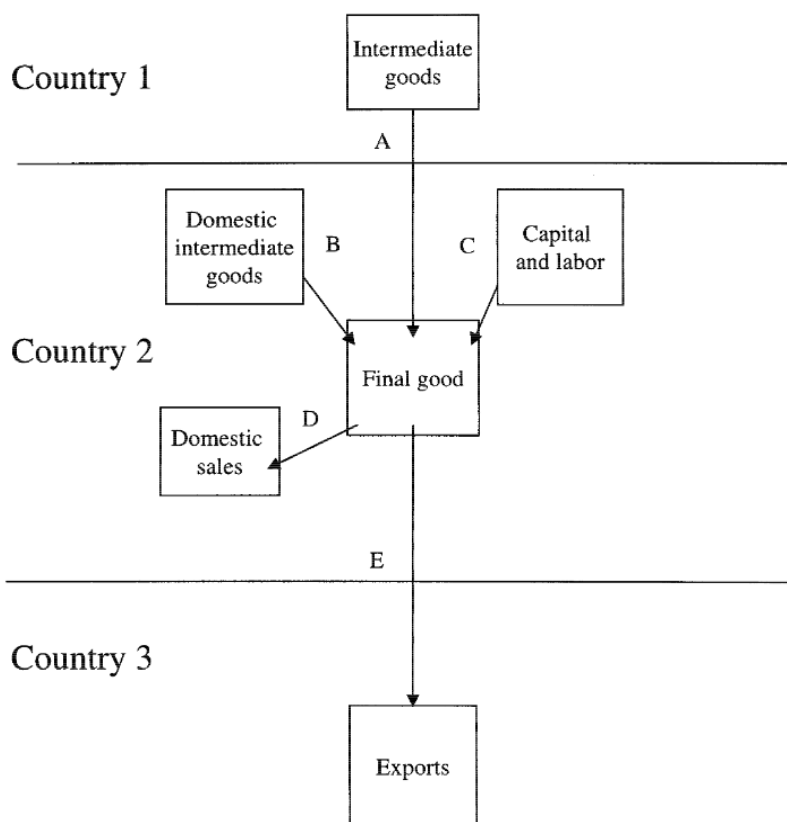 Country 1
Intermediate
goods
A
Domestic
intermediate
goods
B
C
Capital
and labor
Country 2
Final good
D
Domestic
sales
E
Country 3
Exports